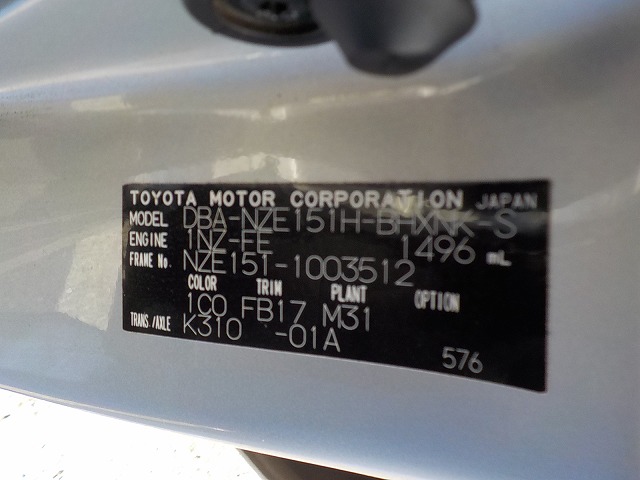 TOYOTA MOTOR CORPORATION JAPAN
MODEL DBA-NZE151H-BHXNK-S
ENGINE 1NZ-FE 1496 mL
FRAME No. NZE151-1003512
COLOR TRIM PLANT OPTION
1C0 FB17 M31
TRANS./AXLE K310 -01A
576